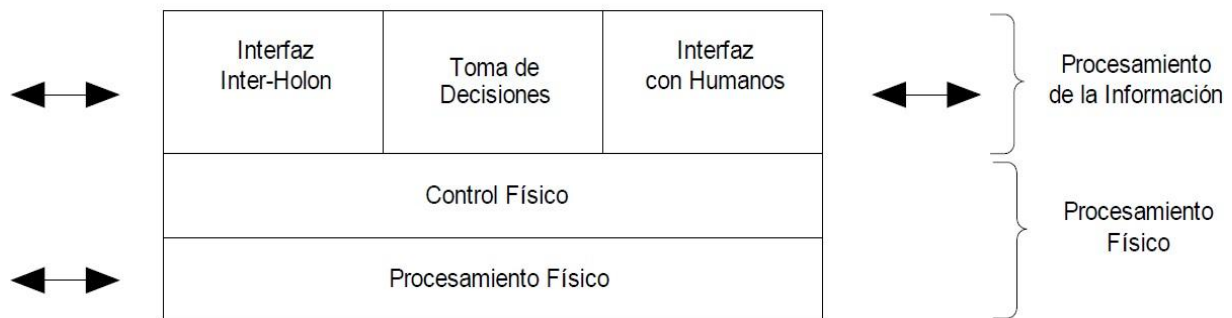 Interfaz
Inter-Holon
Toma de
Decisiones
Interfaz
con Humanos
Procesamiento
de la Información
Control Físico
Procesamiento
Físico
Procesamiento Físico